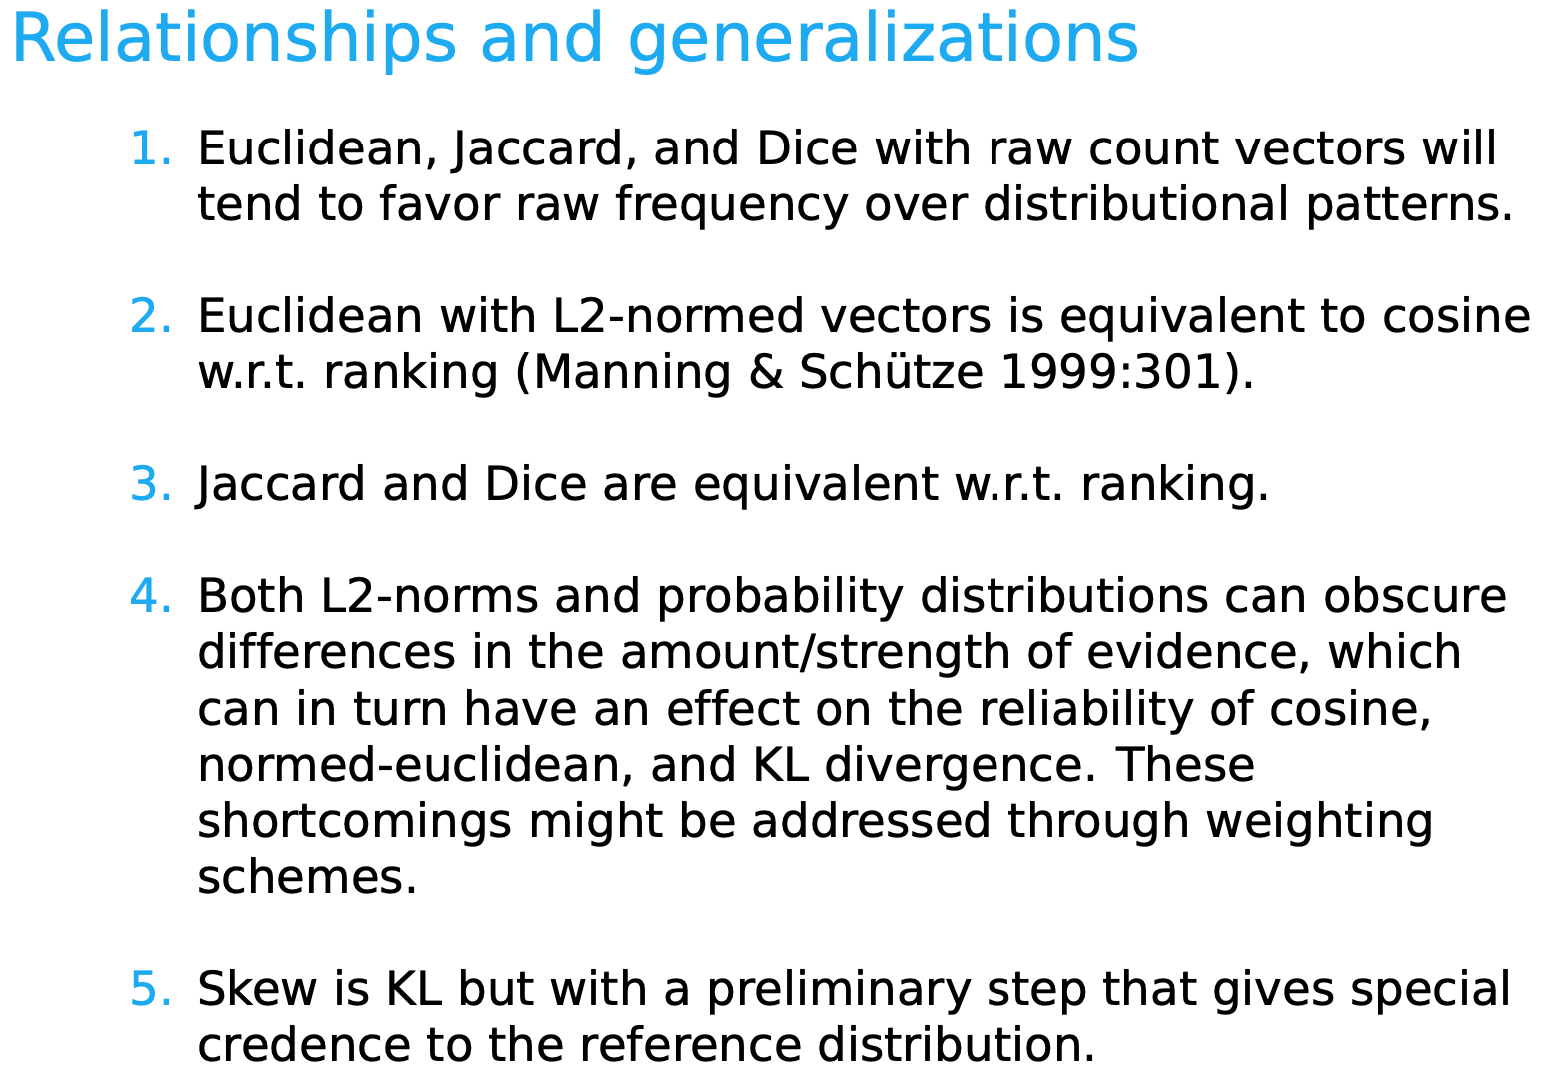 Relationships and generalizations
1. Euclidean, Jaccard, and Dice with raw count vectors will
tend to favor raw frequency over distributional patterns.
2. Euclidean with L2-normed vectors is equivalent to cosine
w.r.t. ranking (Manning & Schütze 1999:301).
3. Jaccard and Dice are equivalent w.r.t. ranking.
4. Both L2-norms and probability distributions can obscure
differences in the amount/strength of evidence, which
can in turn have an effect on the reliability of cosine,
normed-euclidean, and KL divergence. These
shortcomings might be addressed through weighting
schemes.
5. Skew is KL but with a preliminary step that gives special
credence to the reference distribution.